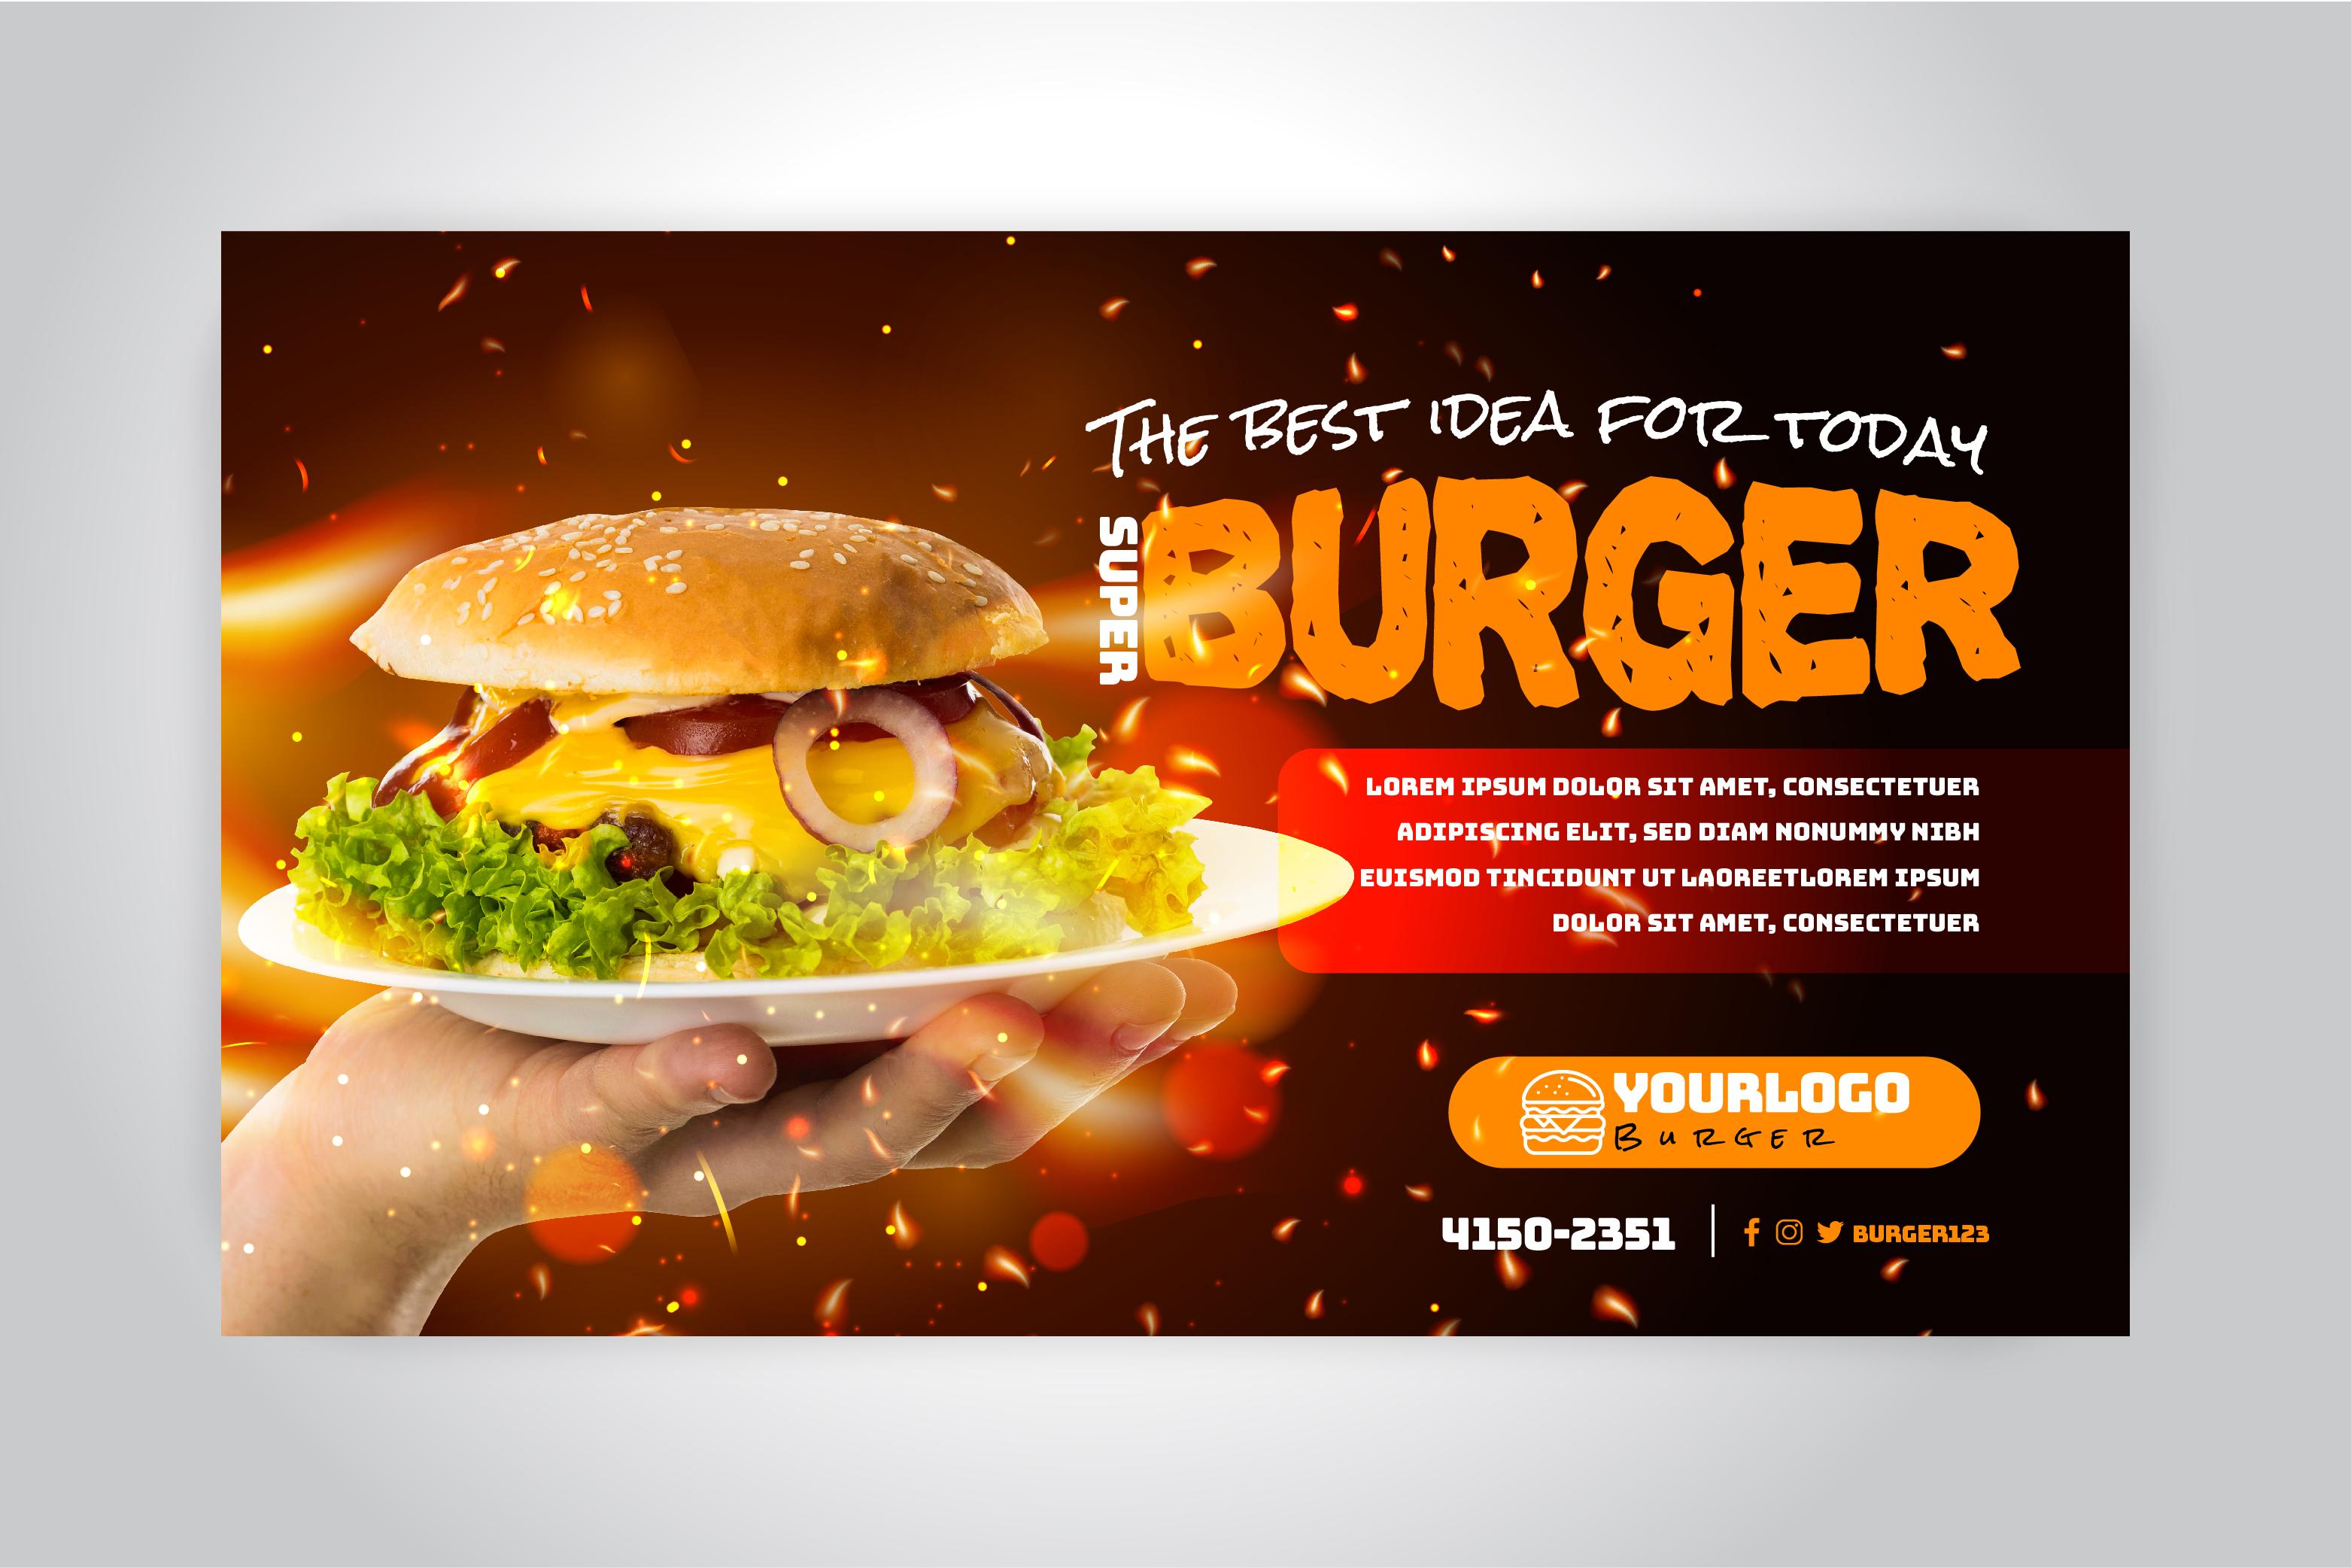 THE BEST IDEA FOR TODAY
SUPER
BURGER
LOREM IPSUM DOLOR SIT AMET, CONSECTETUER
ADIPISCING ELIT, SED DIAM NONUMMY NIBH
EUISMOD TINCIDUNT UT LAOREETLOREM IPSUM
DOLOR SIT AMET, CONSECTETUER
YOURLOGO
BURGER
4150-2351
BURGER123